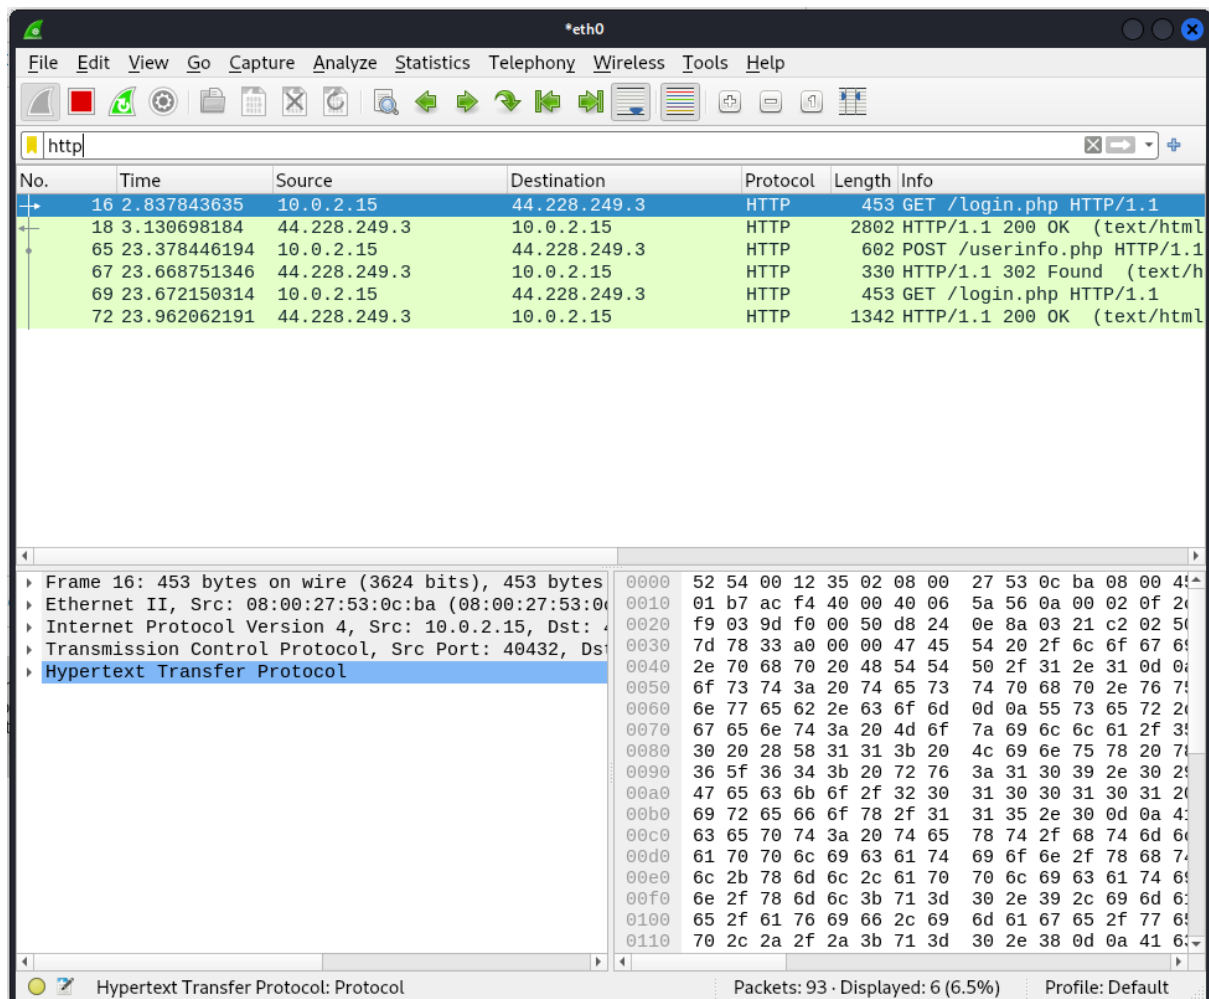 *eth0
File Edit View Go Capture Analyze Statistics Telephony Wireless Tools Help
http
No. Time Source Destination Protocol Length Info
16 2.837843635 10.0.2.15 44.228.249.3 HTTP 453 GET /login.php HTTP/1.1
18 3.130698184 44.228.249.3 10.0.2.15 HTTP 2802 HTTP/1.1 200 OK (text/html
65 23.378446194 10.0.2.15 44.228.249.3 HTTP 602 POST /userinfo.php HTTP/1.1
67 23.668751346 44.228.249.3 10.0.2.15 HTTP 330 HTTP/1.1 302 Found (text/h
69 23.672150314 10.0.2.15 44.228.249.3 HTTP 453 GET /login.php HTTP/1.1
72 23.962062191 44.228.249.3 10.0.2.15 HTTP 1342 HTTP/1.1 200 OK (text/html
Frame 16: 453 bytes on wire (3624 bits), 453 bytes
Ethernet II, Src: 08:00:27:53:0c:ba (08:00:27:53:0
Internet Protocol Version 4, Src: 10.0.2.15, Dst:
Transmission Control Protocol, Src Port: 40432, Dst
Hypertext Transfer Protocol
0000 52 54 00 12 35 02 08 00 27 53 0c ba 08 00 45
0010 01 b7 ac f4 40 00 40 06 5a 56 0a 00 02 0f 2c
0020 f9 03 9d f0 00 50 d8 24 0e 8a 03 21 c2 02 50
0030 7d 78 33 a0 00 00 47 45 54 20 2f 6c 6f 67 69
0040 2e 70 68 70 20 48 54 54 50 2f 31 2e 31 0d 0a
0050 6f 73 74 3a 20 74 65 73 74 70 68 70 2e 76 75
0060 6e 77 65 62 2e 63 6f 6d 0d 0a 55 73 65 72 2d
0070 67 65 6e 74 3a 20 4d 6f 7a 69 6c 6c 61 2f 35
0080 30 20 28 58 31 31 3b 20 4c 69 6e 75 78 20 78
0090 36 5f 36 34 3b 20 72 76 3a 31 30 39 2e 30 29
00a0 47 65 63 6b 6f 2f 32 30 31 30 30 31 30 31 20
00b0 69 72 65 66 6f 78 2f 31 31 35 2e 30 0d 0a 41
00c0 63 65 70 74 3a 20 74 65 78 74 2f 68 74 6d 6c
00d0 61 70 70 6c 69 63 61 74 69 6f 6e 2f 78 68 74
00e0 6c 2b 78 6d 6c 2c 61 70 70 6c 69 63 61 74 69
00f0 6e 2f 78 6d 6c 3b 71 3d 30 2e 39 2c 69 6d 61
0100 65 2f 61 76 69 66 2c 69 6d 61 67 65 2f 77 65
0110 70 2c 2a 2f 2a 3b 71 3d 30 2e 38 0d 0a 41 63
Hypertext Transfer Protocol: Protocol
Packets: 93 · Displayed: 6 (6.5%)
Profile: Default